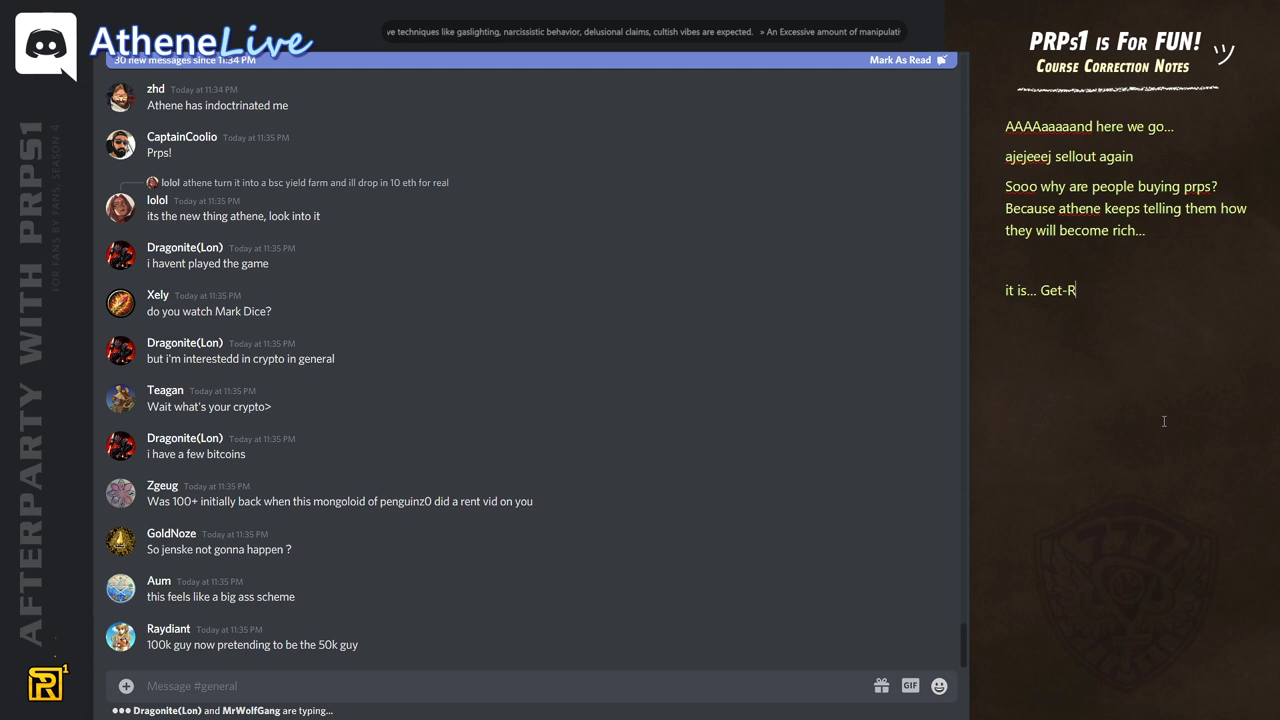 AtheneLive
ve techniques like gaslighting, narcissistic behavior, delusional claims, cultish vibes are expected. » An Excessive amount of manipulati
30 new messages since 11:34 PM
Mark As Read
zhd Today at 11:34 PM
Athene has indoctrinated me
CaptainCoolio Today at 11:35 PM
Prps!
lolol athene turn it into a bsc yield farm and ill drop in 10 eth for real
lolol Today at 11:35 PM
its the new thing athene, look into it
Dragonite(Lon) Today at 11:35 PM
i havent played the game
Xely Today at 11:35 PM
do you watch Mark Dice?
Dragonite(Lon) Today at 11:35 PM
but i'm interestedd in crypto in general
Teagan Today at 11:35 PM
Wait what's your crypto>
Dragonite(Lon) Today at 11:35 PM
i have a few bitcoins
Zgeug Today at 11:35 PM
Was 100+ initially back when this mongoloid of penguinz0 did a rent vid on you
GoldNoze Today at 11:35 PM
So jenske not gonna happen ?
Aum Today at 11:35 PM
this feels like a big ass scheme
Raydiant Today at 11:35 PM
100k guy now pretending to be the 50k guy
Message #general
GIF
Dragonite(Lon) and MrWolfGang are typing...
AFTERPARTY WITH PRPS1
FOR FANS BY FANS, SEASON 4
R1
PRPs1 is For FUN! ツ
Course Correction Notes
AAAAaaaaand here we go...
ajejeeej sellout again
Sooo why are people buying prps?
Because athene keeps telling them how
they will become rich...
it is... Get-R
777